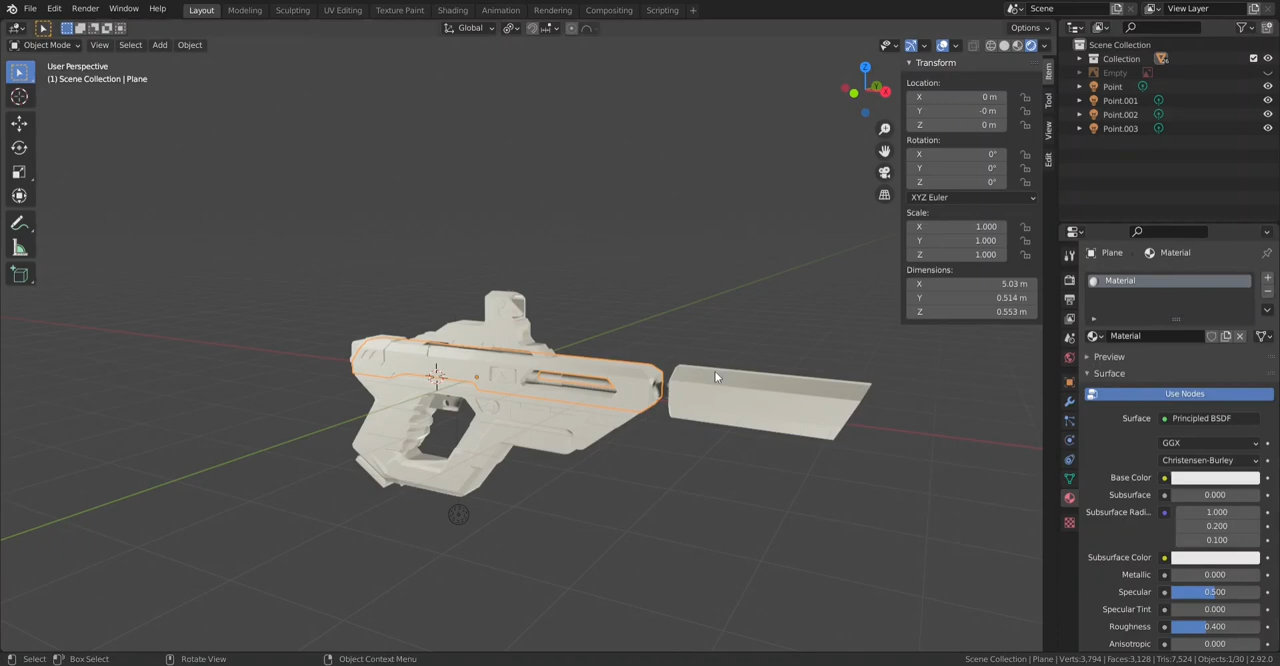 File Edit Render Window Help
Layout Modeling Sculpting UV Editing Texture Paint Shading Animation Rendering Compositing Scripting +
Scene
View Layer
Global
Options
Object Mode View Select Add Object
User Perspective
(1) Scene Collection | Plane
Z
Y
X
Transform
Location:
X 0 m
Y -0 m
Z 0 m
Rotation:
X 0°
Y 0°
Z 0°
XYZ Euler
Scale:
X 1.000
Y 1.000
Z 1.000
Dimensions:
X 5.03 m
Y 0.514 m
Z 0.553 m
Item
Tool
View
Edit
Scene Collection
Collection
Empty
Point
Point.001
Point.002
Point.003
Plane Material
Material
Material
Preview
Surface
Use Nodes
Surface Principled BSDF
GGX
Christensen-Burley
Base Color
Subsurface 0.000
Subsurface Radi... 1.000
0.200
0.100
Subsurface Color
Metallic 0.000
Specular 0.500
Specular Tint 0.000
Roughness 0.400
Anisotropic 0.000
Select Box Select Rotate View Object Context Menu
Scene Collection | Plane | Verts:3,794 | Faces:3,128 | Tris:7,524 | Objects:1/30 | 2.92.0